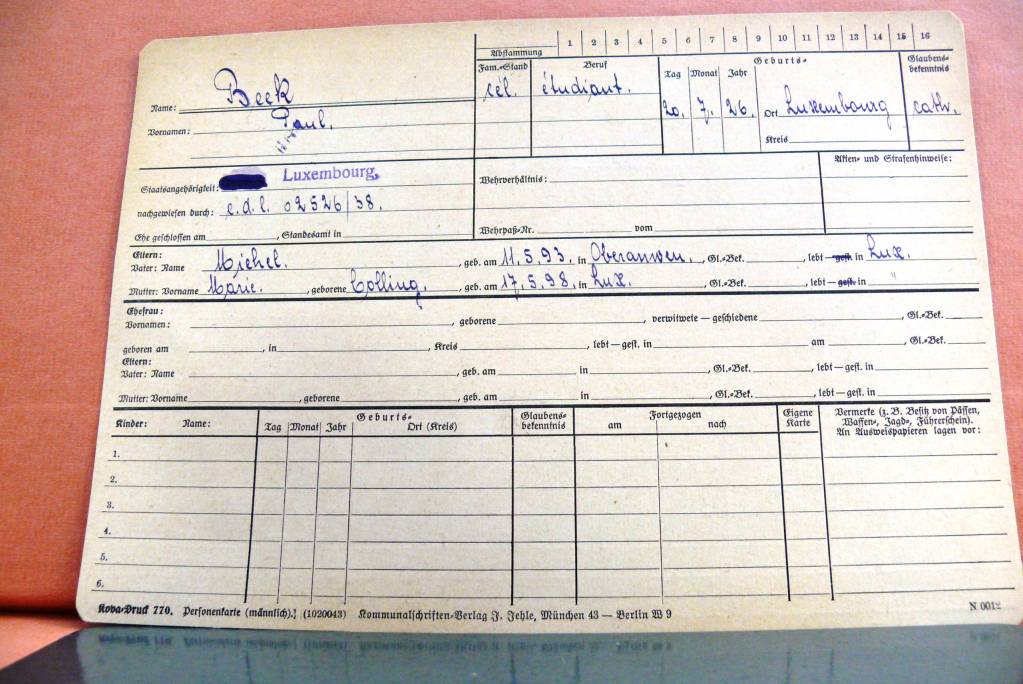 Abstammung 1 2 3 4 5 6 7 8 9 10 11 12 13 14 15 16
Name: Beek
Vornamen: Paul.
Fam.-Stand Beruf Geburts- Glaubens-
bekenntnis
Tag Monat Jahr
cél. étudiant. 20. 7. 26. Ort Luxembourg cath.
Kreis
Staatsangehörigkeit: Luxembourg.
nachgewiesen durch: c.d.l. 02526/38.
Ehe geschlossen am , Standesamt in
Wehrverhältnis:
Wehrpaß-Nr. vom
Akten- und Strafenhinweise:
Eltern:
Vater: Name Michel. , geb. am 11.5.93. in Oberanven. , Gl.-Bek. , lebt—gest. in Lux.
Mutter: Vorname Marie. , geborene Colling. , geb. am 17.5.98. in Lux. , Gl.-Bek. , lebt—gest. in "
Ehefrau:
Vornamen: , geborene , verwitwete — geschiedene , Gl.-Bek.
geboren am , in , Kreis , lebt—gest. in am , Gl.-Bek.
Eltern:
Vater: Name , geb. am in , Gl.-Bek. , lebt—gest. in
Mutter: Vorname , geborene , geb. am in , Gl.-Bek. , lebt—gest. in
Kinder: Name: Geburts- Glaubens-
bekenntnis Fortgezogen Eigene
Karte Vermerke (z. B. Besitz von Pässen,
Waffen-, Jagd-, Führerschein).
An Ausweispapieren lagen vor:
Tag Monat Jahr Ort (Kreis) am nach
1.
2.
3.
4.
5.
6.
Kova-Druck 770. Personenkarte (männlich). (1020043) Kommunalschriften-Verlag J. Jehle, München 43 — Berlin W 9
N 0012